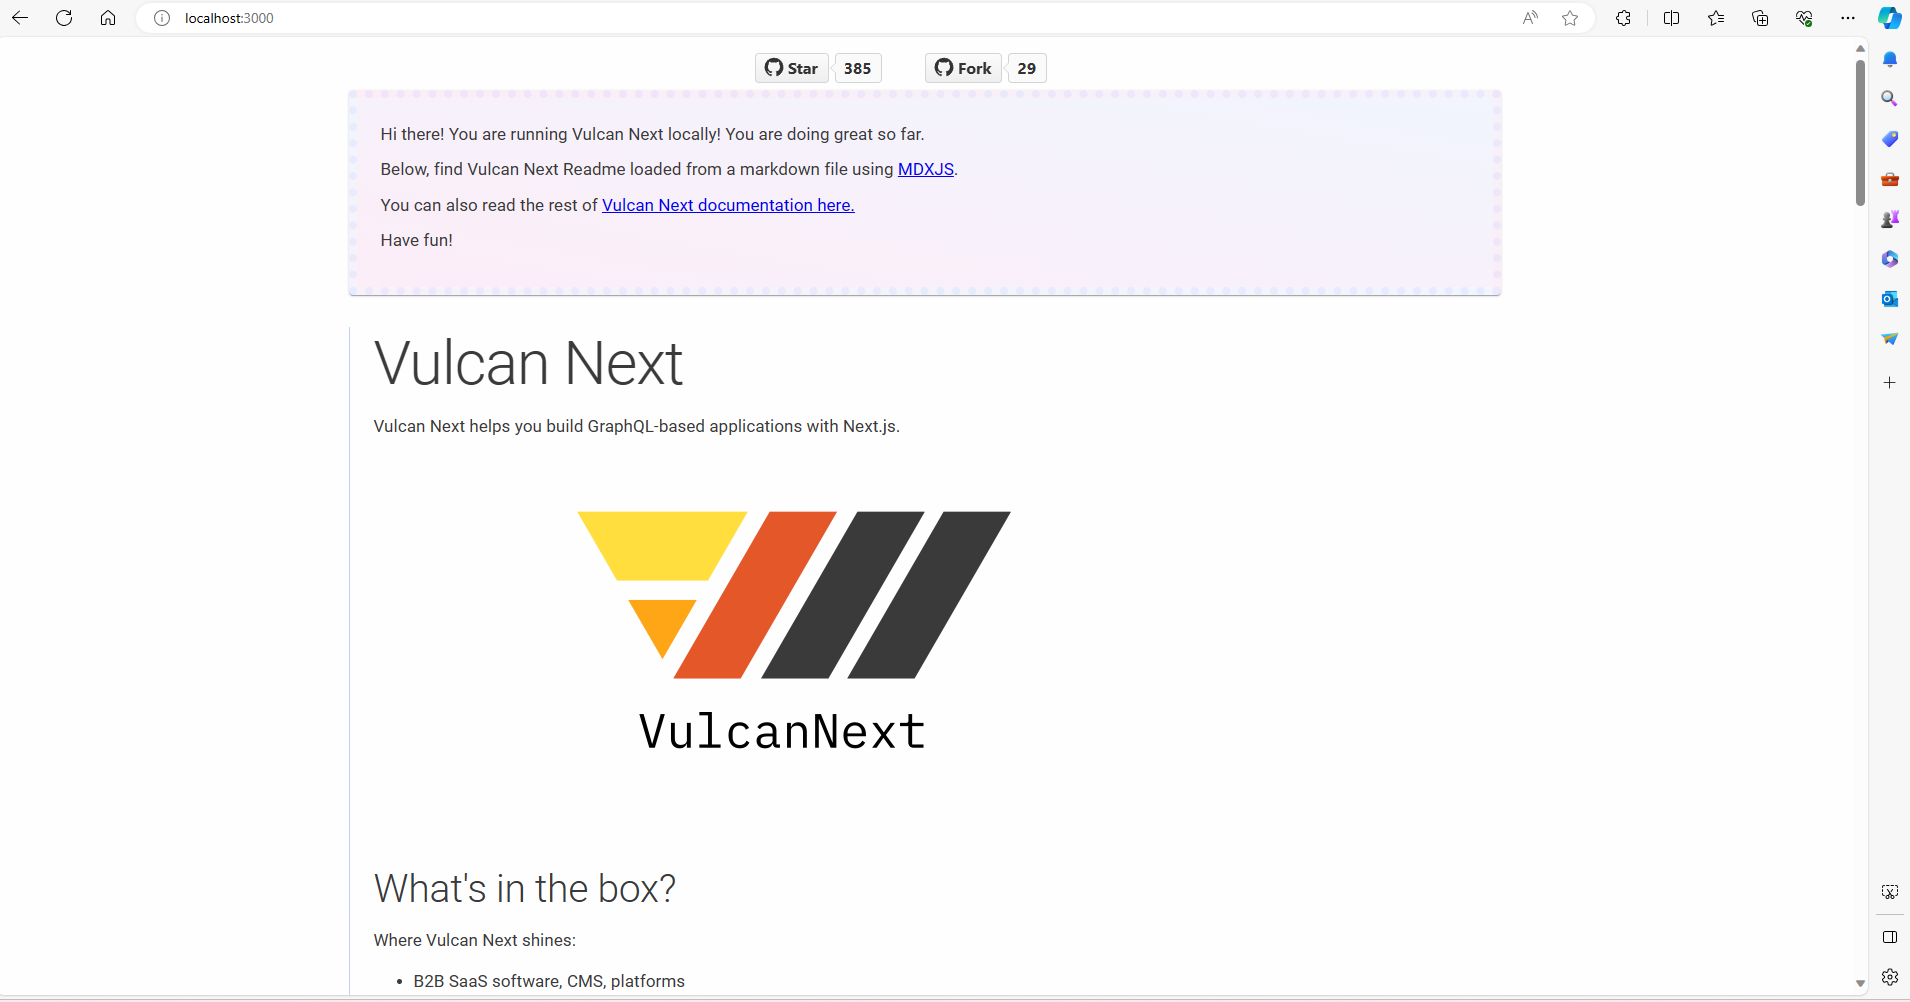 localhost:3000
Star 385 Fork 29
Hi there! You are running Vulcan Next locally! You are doing great so far.
Below, find Vulcan Next Readme loaded from a markdown file using MDXJS.
You can also read the rest of Vulcan Next documentation here.
Have fun!
Vulcan Next
Vulcan Next helps you build GraphQL-based applications with Next.js.
VulcanNext
What's in the box?
Where Vulcan Next shines:
• B2B SaaS software, CMS, platforms